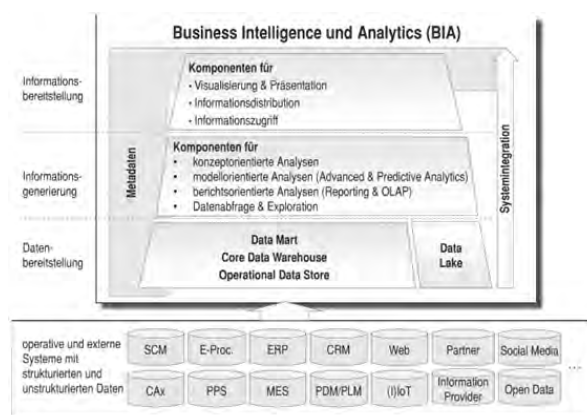 Business Intelligence und Analytics (BIA)
Informations-
bereitstellung
Komponenten für
• Visualisierung & Präsentation
• Informationsdistribution
• Informationszugriff
Metadaten
Systemintegration
Informations-
generierung
Komponenten für
• konzeptorientierte Analysen
• modellorientierte Analysen (Advanced & Predictive Analytics)
• berichtsorientierte Analysen (Reporting & OLAP)
• Datenabfrage & Exploration
Daten-
bereitstellung
Data Mart
Core Data Warehouse
Operational Data Store
Data
Lake
operative und externe
Systeme mit
strukturierten und
unstrukturierten Daten
SCM E-Proc. ERP CRM Web Partner Social Media
...
CAx PPS MES PDM/PLM (I)IoT Information
Provider Open Data